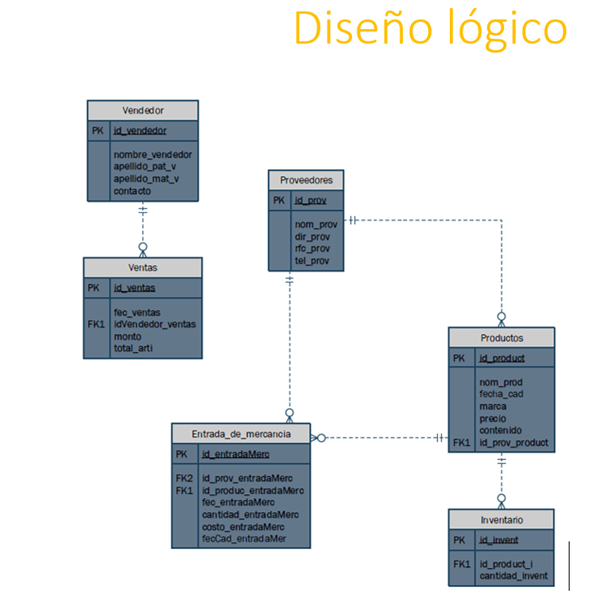 Diseño lógico
Vendedor
PK id_vendedor
nombre_vendedor
apellido_pat_v
apellido_mat_v
contacto
Ventas
PK id_ventas
fec_ventas
FK1 idVendedor_ventas
monto
total_arti
Proveedores
PK id_prov
nom_prov
dir_prov
rfc_prov
tel_prov
Productos
PK id_product
nom_prod
fecha_cad
marca
precio
contenido
FK1 id_prov_product
Entrada_de_mercancia
PK id_entradaMerc
FK2 id_prov_entradaMerc
FK1 id_produc_entradaMerc
fec_entradaMerc
cantidad_entradaMerc
costo_entradaMerc
fecCad_entradaMer
Inventario
PK id_invent
FK1 id_product_i
cantidad_invent